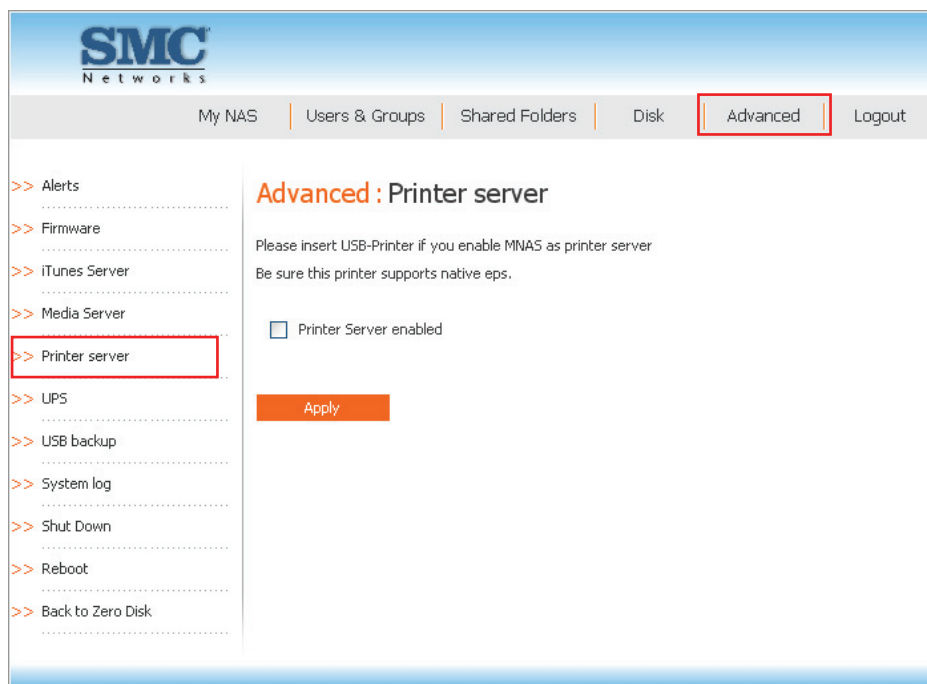 SMC
Networks
My NAS
Users & Groups
Shared Folders
Disk
Advanced
Logout
>> Alerts
>> Firmware
>> iTunes Server
>> Media Server
>> Printer server
>> UPS
>> USB backup
>> System log
>> Shut Down
>> Reboot
>> Back to Zero Disk
Advanced : Printer server
Please insert USB-Printer if you enable MNAS as printer server
Be sure this printer supports native eps.
Printer Server enabled
Apply